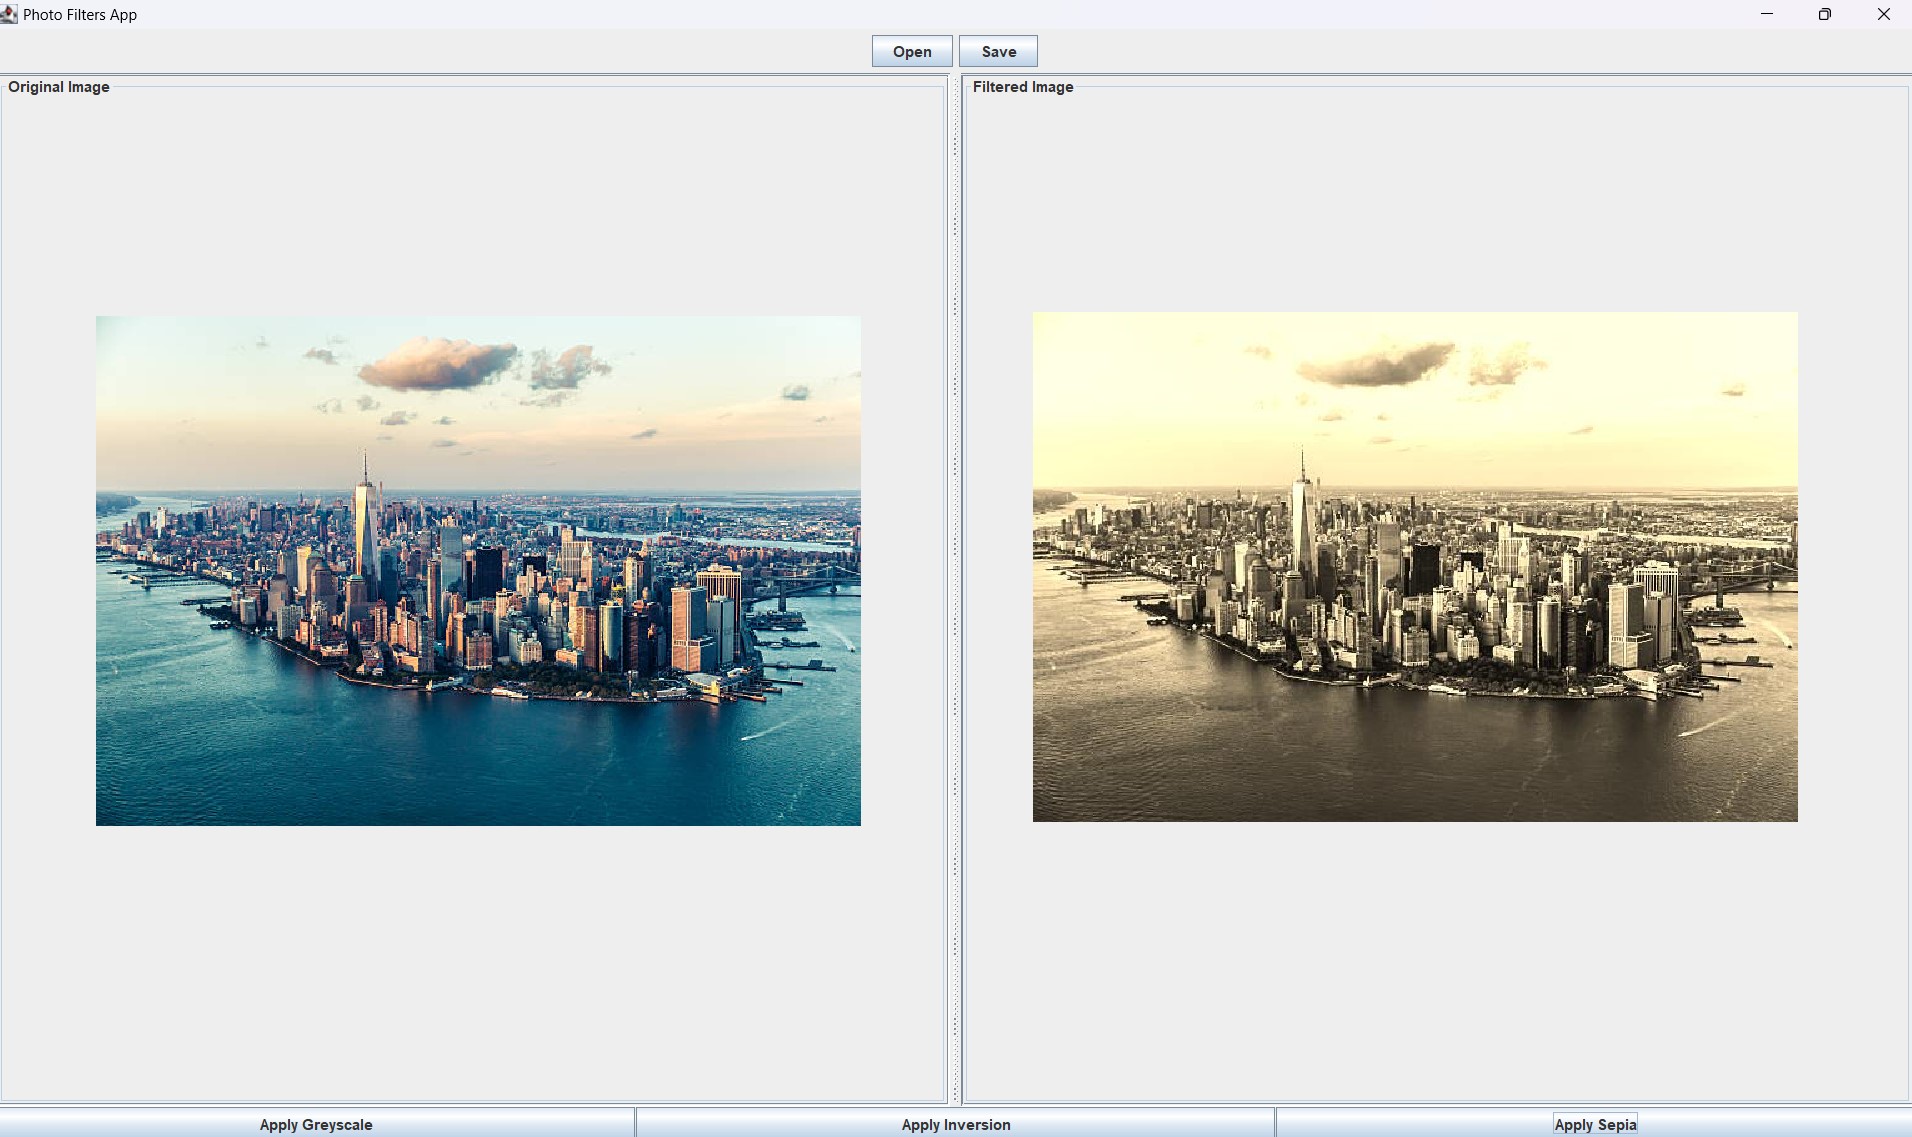 Photo Filters App
Open Save
Original Image
Filtered Image
Apply Greyscale
Apply Inversion
Apply Sepia